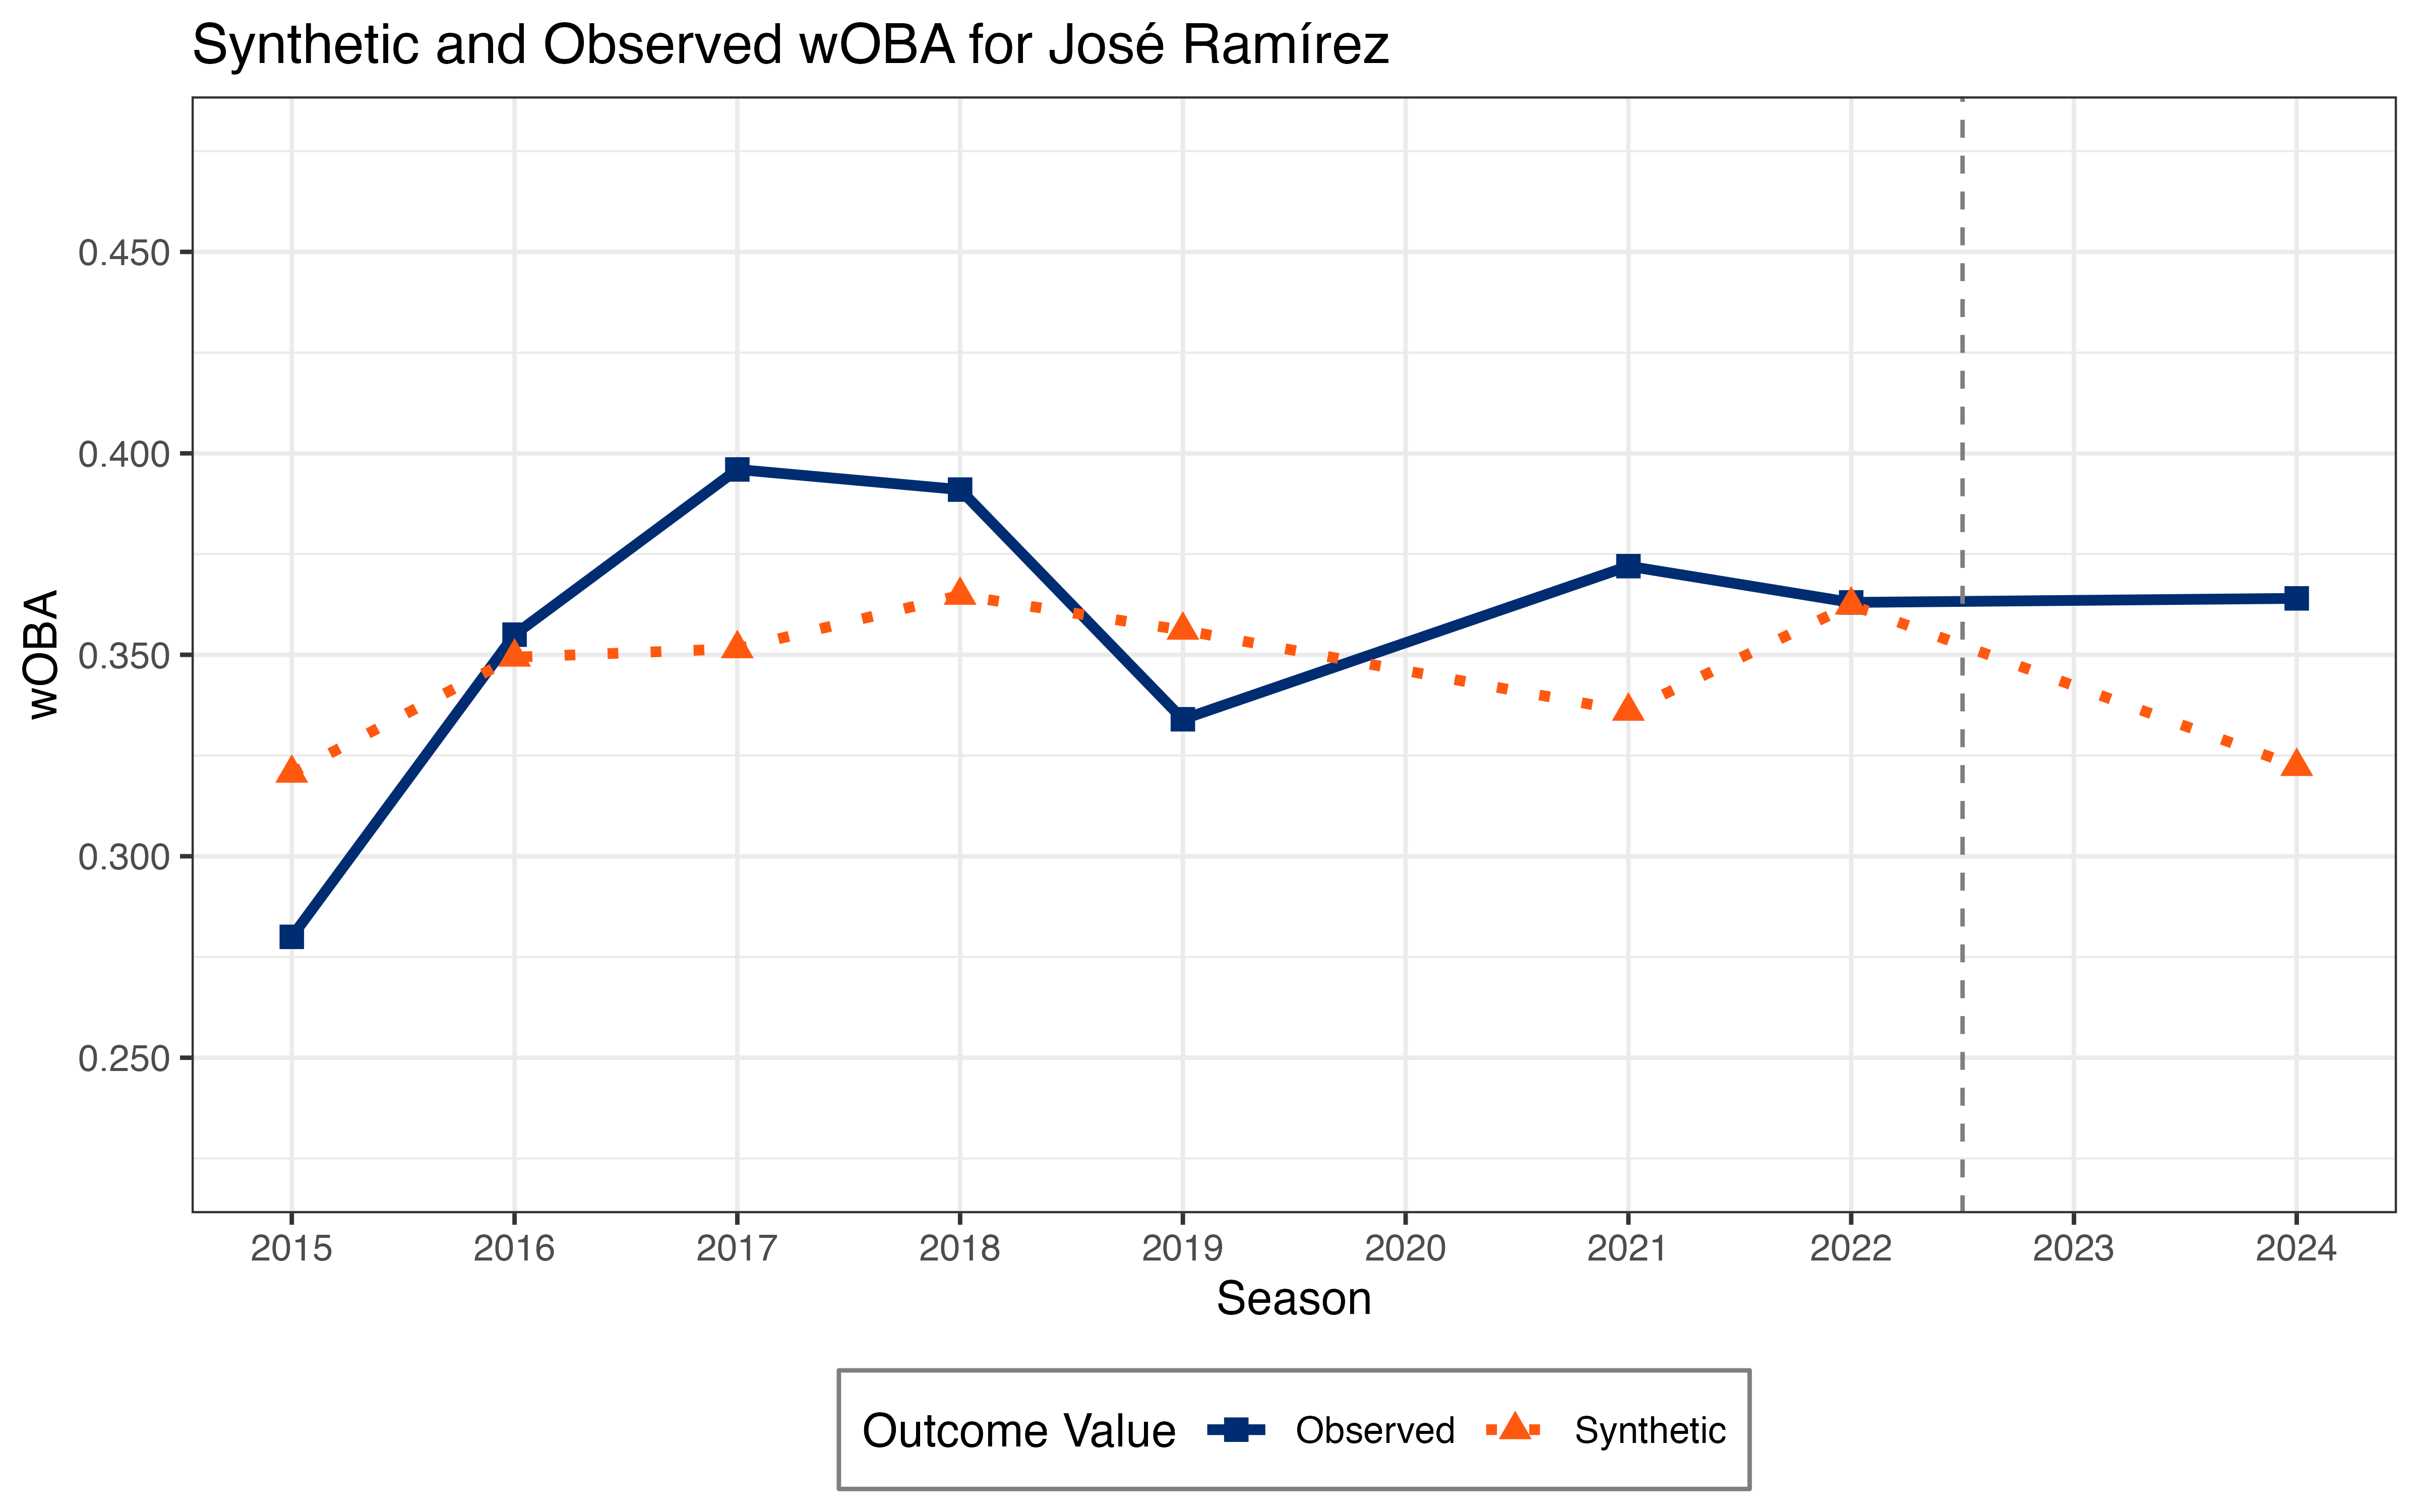 Synthetic and Observed wOBA for José Ramírez
wOBA
0.450
0.400
0.350
0.300
0.250
2015 2016 2017 2018 2019 2020 2021 2022 2023 2024
Season
Outcome Value Observed Synthetic